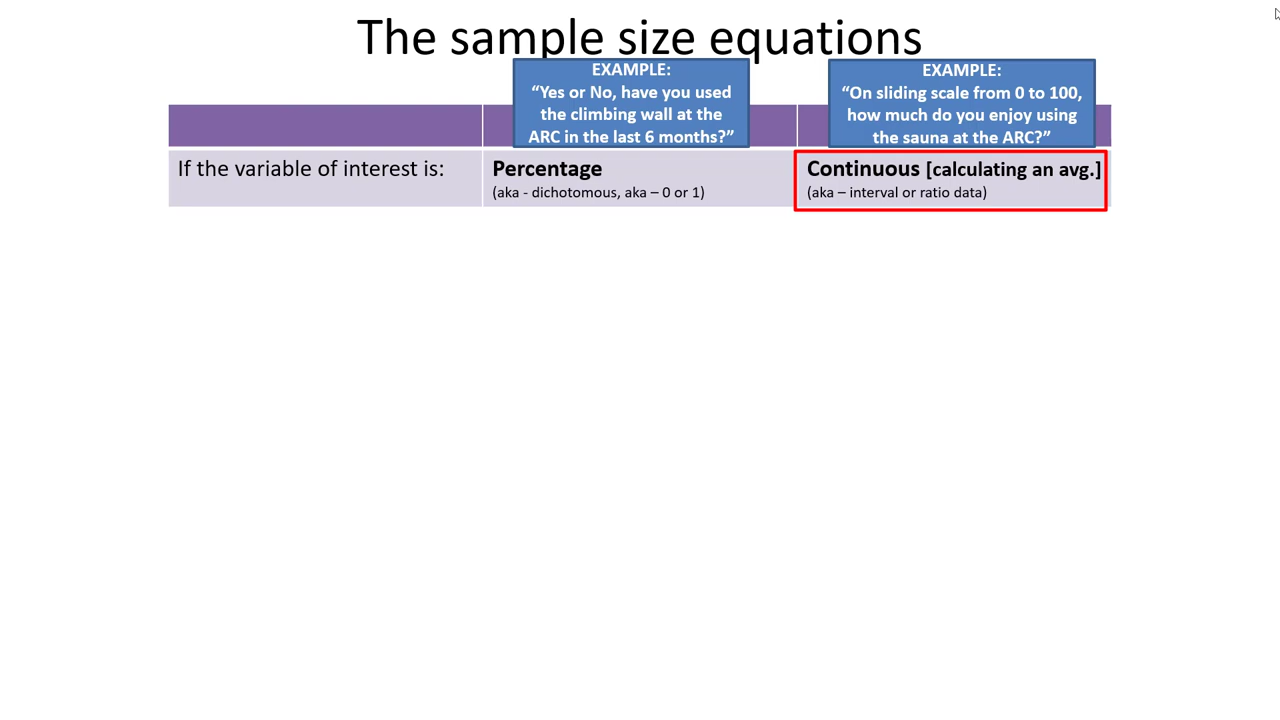 The sample size equations
EXAMPLE:
“Yes or No, have you used
the climbing wall at the
ARC in the last 6 months?”
EXAMPLE:
“On sliding scale from 0 to 100,
how much do you enjoy using
the sauna at the ARC?”
If the variable of interest is:
Percentage
(aka - dichotomous, aka – 0 or 1)
Continuous [calculating an avg.]
(aka – interval or ratio data)